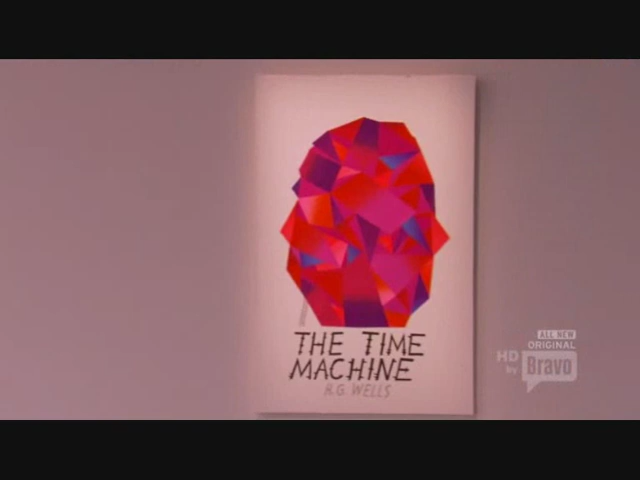 THE TIME
MACHINE
H.G. WELLS
ALL NEW
ORIGINAL
HD
by
Bravo